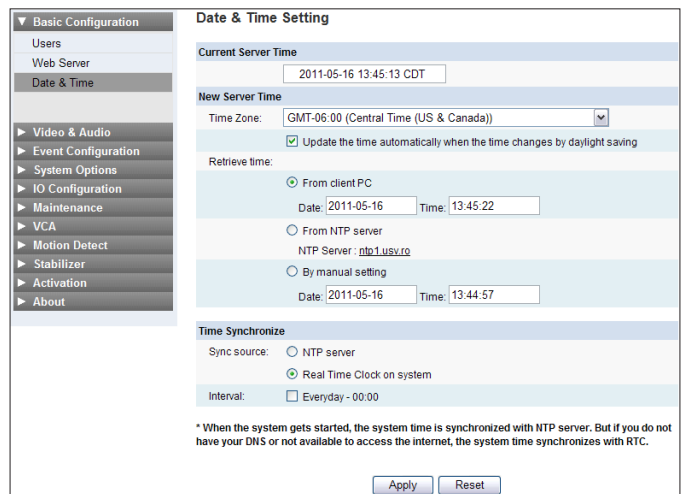 Basic Configuration
Users
Web Server
Date & Time
Video & Audio
Event Configuration
System Options
IO Configuration
Maintenance
VCA
Motion Detect
Stabilizer
Activation
About
Date & Time Setting
Current Server Time
2011-05-16 13:45:13 CDT
New Server Time
Time Zone: GMT-06:00 (Central Time (US & Canada))
Update the time automatically when the time changes by daylight saving
Retrieve time:
From client PC
Date: 2011-05-16 Time: 13:45:22
From NTP server
NTP Server : ntp1.usv.ro
By manual setting
Date: 2011-05-16 Time: 13:44:57
Time Synchronize
Sync source: NTP server
Real Time Clock on system
Interval: Everyday - 00:00
* When the system gets started, the system time is synchronized with NTP server. But if you do not
have your DNS or not available to access the internet, the system time synchronizes with RTC.
Apply Reset